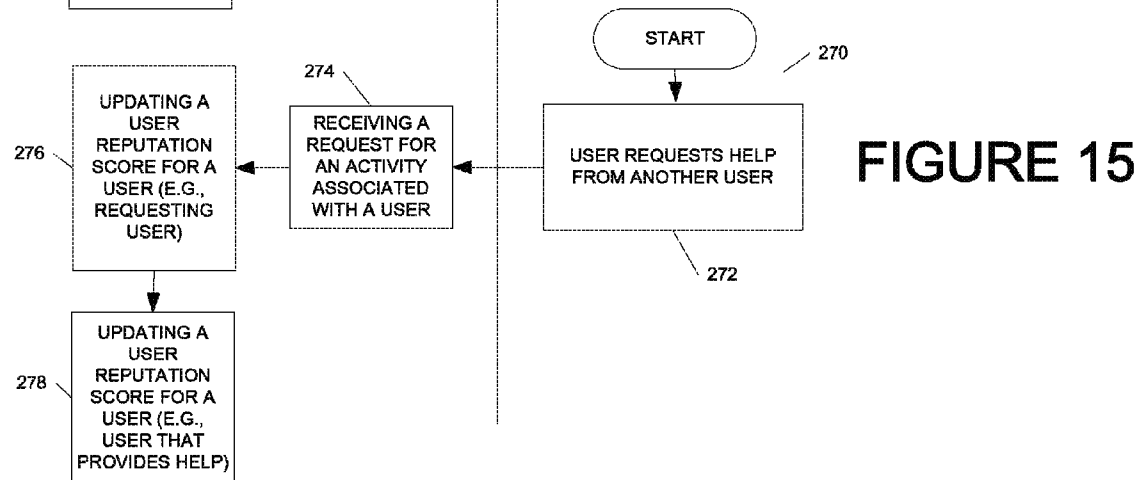 START
270
USER REQUESTS HELP
FROM ANOTHER USER
272
FIGURE 15
274
RECEIVING A
REQUEST FOR
AN ACTIVITY
ASSOCIATED
WITH A USER
276
UPDATING A
USER
REPUTATION
SCORE FOR A
USER (E.G.,
REQUESTING
USER)
278
UPDATING A
USER
REPUTATION
SCORE FOR A
USER (E.G.,
USER THAT
PROVIDES HELP)